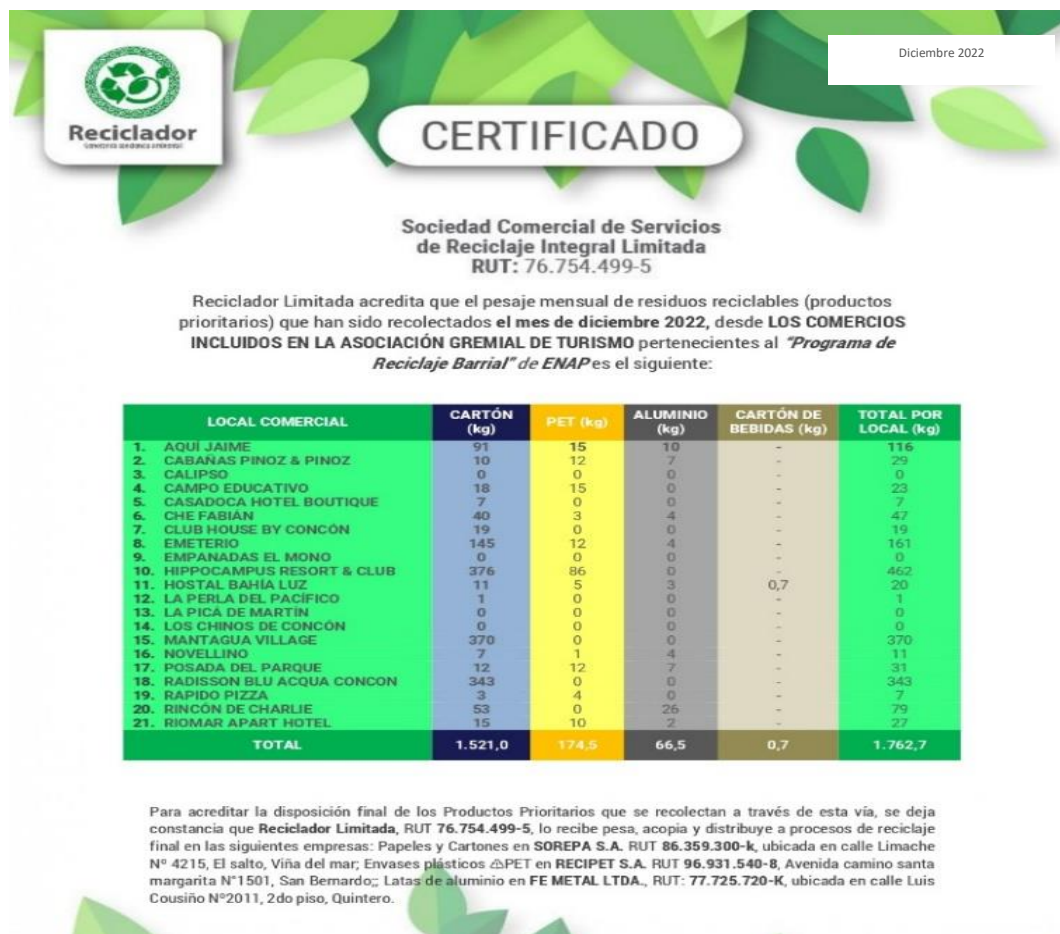 Diciembre 2022
Reciclador
CERTIFICADO
Sociedad Comercial de Servicios
de Reciclaje Integral Limitada
RUT: 76.754.499-5
Reciclador Limitada acredita que el pesaje mensual de residuos reciclables (productos
prioritarios) que han sido recolectados el mes de diciembre 2022, desde LOS COMERCIOS
INCLUIDOS EN LA ASOCIACIÓN GREMIAL DE TURISMO pertenecientes al "Programa de
Reciclaje Barrial" de ENAP es el siguiente:
LOCAL COMERCIAL CARTÓN (kg) PET (kg) ALUMINIO (kg) CARTÓN DE BEBIDAS (kg) TOTAL POR LOCAL (kg)
1. AQUÍ JAIME 91 15 10 - 116
2. CABAÑAS PINOZ & PINOZ 10 12 7 - 29
3. CALIPSO 0 0 0 - 0
4. CAMPO EDUCATIVO 18 15 0 - 23
5. CASADOCA HOTEL BOUTIQUE 7 0 0 - 7
6. CHE FABIÁN 40 3 4 - 47
7. CLUB HOUSE BY CONCÓN 19 0 0 - 19
8. EMETERIO 145 12 4 - 161
9. EMPANADAS EL MONO 0 0 0 - 0
10. HIPPOCAMPUS RESORT & CLUB 376 86 0 - 462
11. HOSTAL BAHÍA LUZ 11 5 3 0,7 20
12. LA PERLA DEL PACÍFICO 1 0 0 - 1
13. LA PICÁ DE MARTÍN 0 0 0 - 0
14. LOS CHINOS DE CONCÓN 0 0 0 - 0
15. MANTAGUA VILLAGE 370 0 0 - 370
16. NOVELLINO 7 1 4 - 11
17. POSADA DEL PARQUE 12 12 7 - 31
18. RADISSON BLU ACQUA CONCON 343 0 0 - 343
19. RAPIDO PIZZA 3 4 0 - 7
20. RINCÓN DE CHARLIE 53 0 26 - 79
21. RIOMAR APART HOTEL 15 10 2 - 27
TOTAL 1.521,0 174,5 66,5 0,7 1.762,7
Para acreditar la disposición final de los Productos Prioritarios que se recolectan a través de esta vía, se deja
constancia que Reciclador Limitada, RUT 76.754.499-5, lo recibe pesa, acopia y distribuye a procesos de reciclaje
final en las siguientes empresas: Papeles y Cartones en SOREPA S.A. RUT 86.359.300-k, ubicada en calle Limache
Nº 4215, El salto, Viña del mar; Envases plásticos ♳PET en RECIPET S.A. RUT 96.931.540-8, Avenida camino santa
margarita N°1501, San Bernardo;; Latas de aluminio en FE METAL LTDA., RUT: 77.725.720-K, ubicada en calle Luis
Cousiño Nº2011, 2do piso, Quintero.